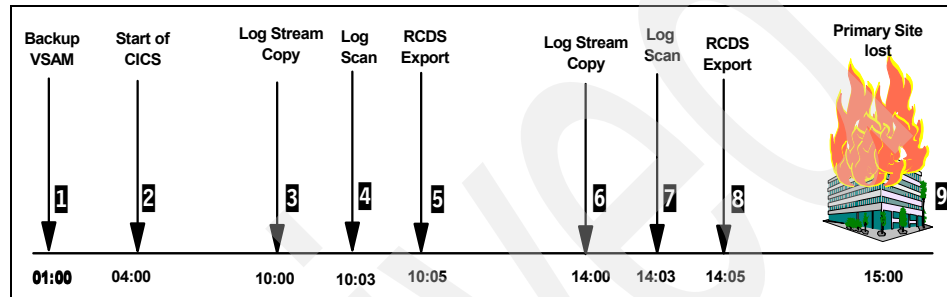 Backup
VSAM
Start of
CICS
Log Stream
Copy
Log
Scan
RCDS
Export
Log Stream
Copy
Log
Scan
RCDS
Export
Primary Site
lost
1
2
3
4
5
6
7
8
9
01:00
04:00
10:00
10:03
10:05
14:00
14:03
14:05
15:00